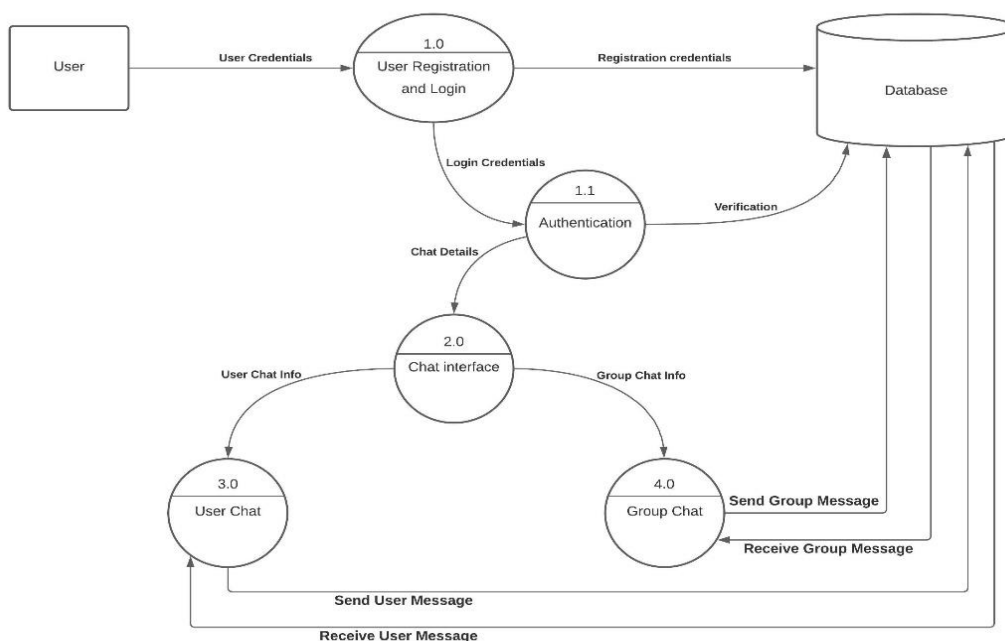 1.0
User
User Credentials
User Registration
and Login
Registration credentials
Database
Login Credentials
1.1
Authentication
Verification
Chat Details
2.0
Chat interface
User Chat Info
Group Chat Info
3.0
User Chat
4.0
Group Chat
Send Group Message
Receive Group Message
Send User Message
Receive User Message